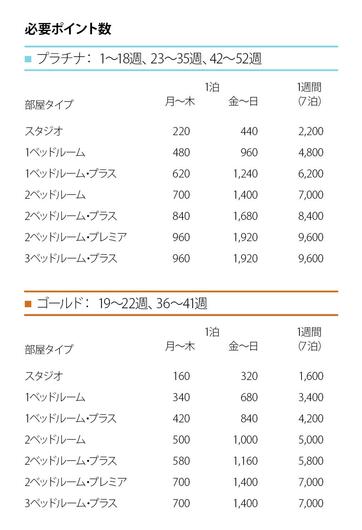 必要ポイント数
■ プラチナ： 1〜18週、23〜35週、42〜52週
1泊 1週間
部屋タイプ 月〜木 金〜日 (7泊)
スタジオ 220 440 2,200
1ベッドルーム 480 960 4,800
1ベッドルーム・プラス 620 1,240 6,200
2ベッドルーム 700 1,400 7,000
2ベッドルーム・プラス 840 1,680 8,400
2ベッドルーム・プレミア 960 1,920 9,600
3ベッドルーム・プラス 960 1,920 9,600
■ ゴールド： 19〜22週、36〜41週
1泊 1週間
部屋タイプ 月〜木 金〜日 (7泊)
スタジオ 160 320 1,600
1ベッドルーム 340 680 3,400
1ベッドルーム・プラス 420 840 4,200
2ベッドルーム 500 1,000 5,000
2ベッドルーム・プラス 580 1,160 5,800
2ベッドルーム・プレミア 700 1,400 7,000
3ベッドルーム・プラス 700 1,400 7,000